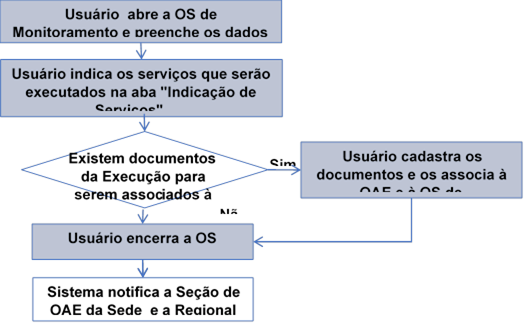 Usuário abre a OS de
Monitoramento e preenche os dados
Usuário indica os serviços que serão
executados na aba "Indicação de
Serviços"
Existem documentos
da Execução para
serem associados à
Sim
Usuário cadastra os
documentos e os associa à
OAE e à OS de
Nã
Usuário encerra a OS
Sistema notifica a Seção de
OAE da Sede e a Regional